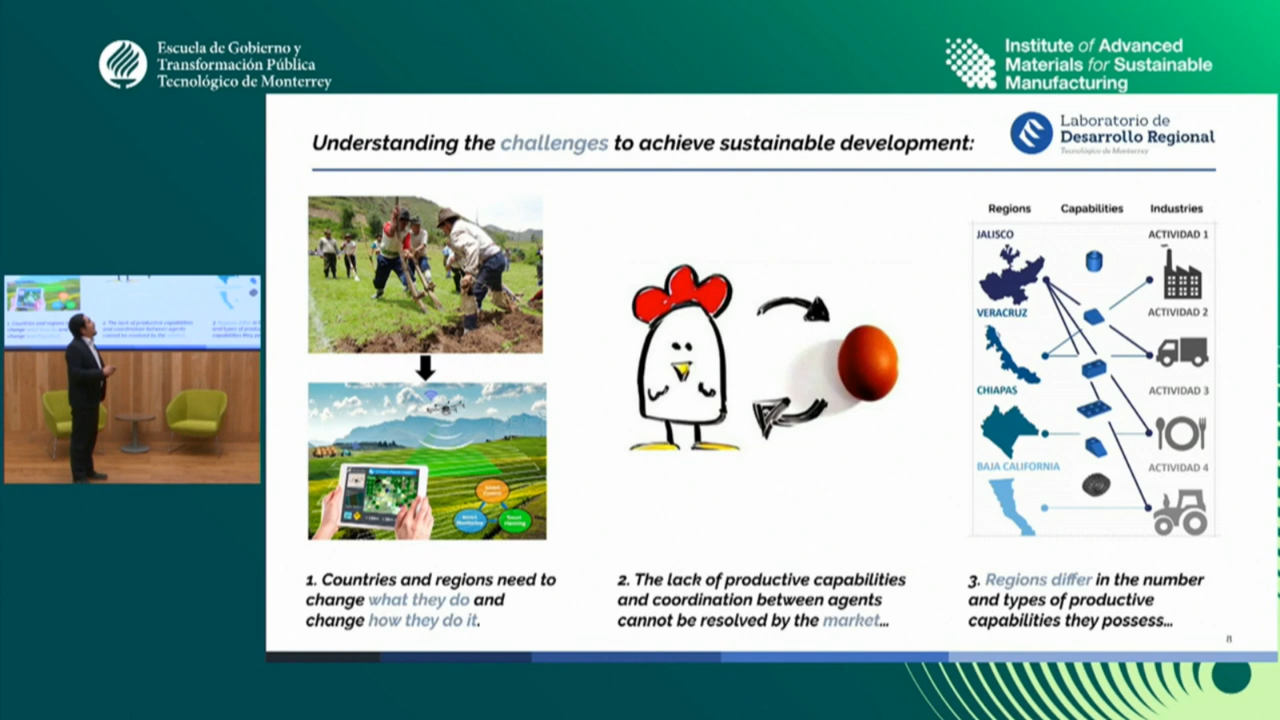 Escuela de Gobierno y
Transformación Pública
Tecnológico de Monterrey
Institute of Advanced
Materials for Sustainable
Manufacturing
Understanding the challenges to achieve sustainable development:
Laboratorio de
Desarrollo Regional
Tecnológico de Monterrey
Regions Capabilities Industries
JALISCO ACTIVIDAD 1
VERACRUZ ACTIVIDAD 2
CHIAPAS ACTIVIDAD 3
BAJA CALIFORNIA ACTIVIDAD 4
1. Countries and regions need to
change what they do and
change how they do it.
2. The lack of productive capabilities
and coordination between agents
cannot be resolved by the market...
3. Regions differ in the number
and types of productive
capabilities they possess...
8